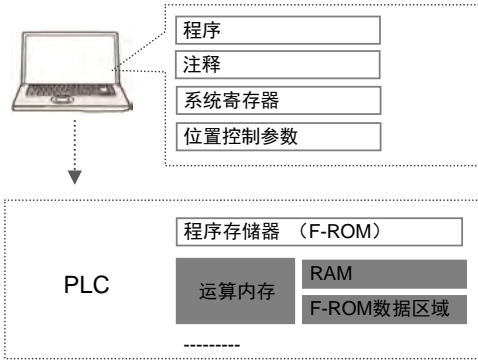 程序
注释
系统寄存器
位置控制参数
程序存储器 （F-ROM）
PLC
运算内存
RAM
F-ROM数据区域
---------